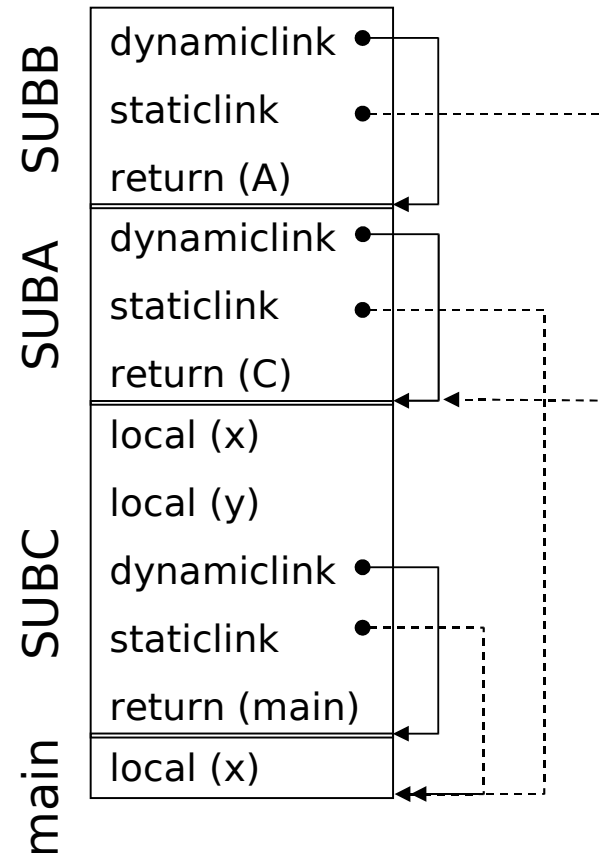 SUBB
dynamiclink
staticlink
return (A)
SUBA
dynamiclink
staticlink
return (C)
SUBC
local (x)
local (y)
dynamiclink
staticlink
return (main)
main
local (x)